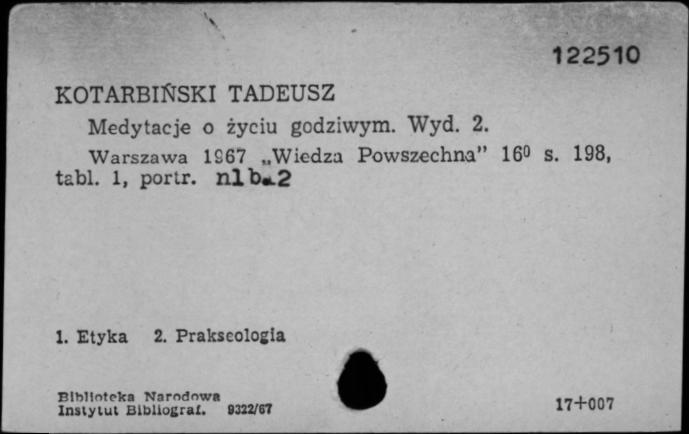 122510
KOTARBIŃSKI TADEUSZ
Medytacje o życiu godziwym. Wyd. 2.
Warszawa 1967 „Wiedza Powszechna” 16⁰ s. 198,
tabl. 1, portr. nlb.2
1. Etyka 2. Prakseologia
Biblioteka Narodowa
Instytut Bibliograf. 9322/67
17+007